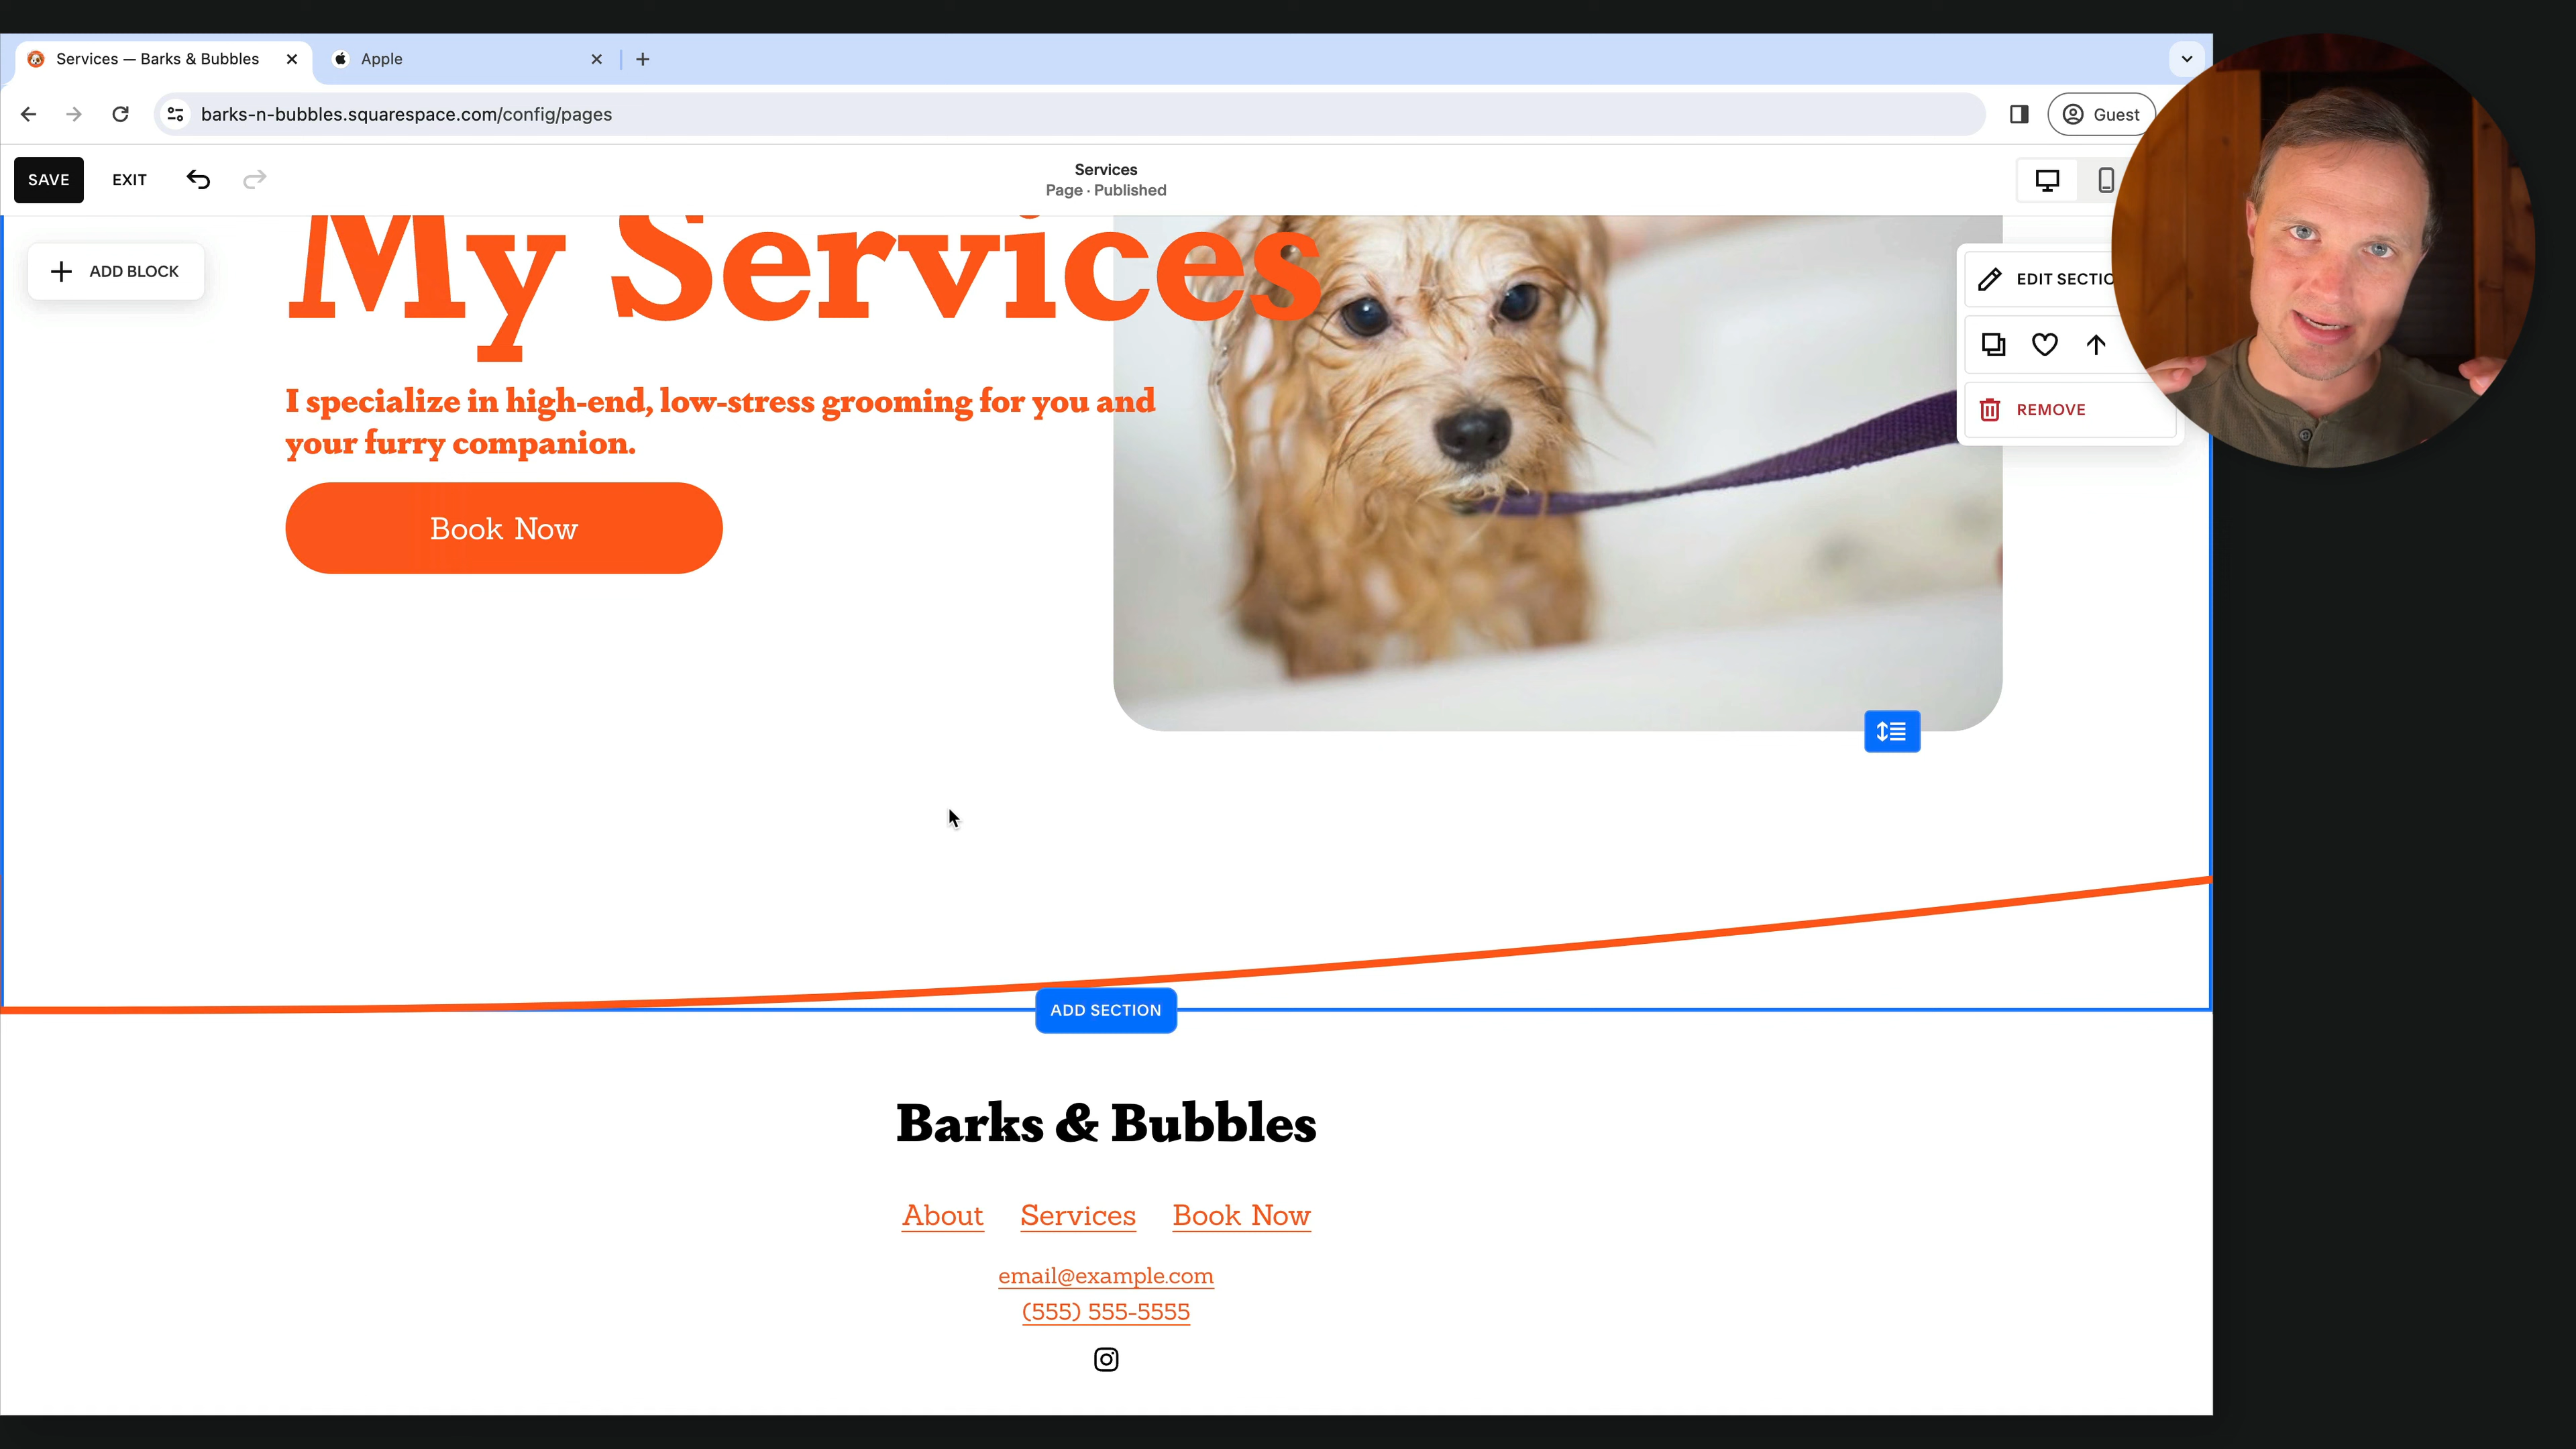 Services — Barks & Bubbles
Apple
barks-n-bubbles.squarespace.com/config/pages
Guest
SAVE
EXIT
Services
Page · Published
ADD BLOCK
EDIT SECTIO
REMOVE
My Services
I specialize in high-end, low-stress grooming for you and
your furry companion.
Book Now
ADD SECTION
Barks & Bubbles
About Services Book Now
email@example.com
(555) 555-5555